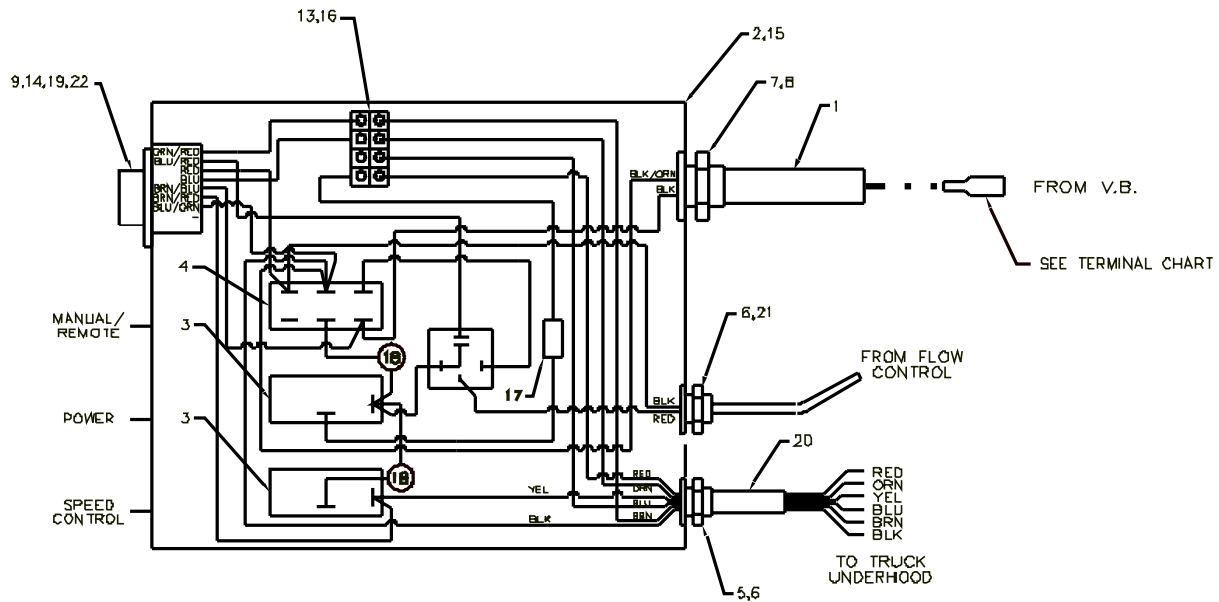 13,16
2,15
9,14,19,22
7,8
1
GRN/RED
BLU/RED
RED
BLU
BRN/BLU
BRN/RED
BLU/ORN
-
BLK/ORN
BLK
FROM V.B.
SEE TERMINAL CHART
4
MANUAL/
REMOTE
3
18
17
6,21
FROM FLOW
CONTROL
BLK
RED
POWER
3
18
20
SPEED
CONTROL
YEL
BLK
RED
ORN
BLU
BRN
RED
ORN
YEL
BLU
BRN
BLK
TO TRUCK
UNDERHOOD
5,6